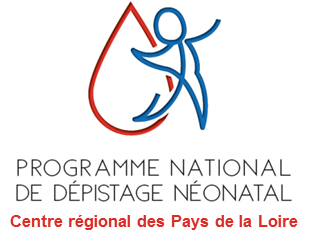 PROGRAMME NATIONAL
DE DÉPISTAGE NÉONATAL
Centre régional des Pays de la Loire